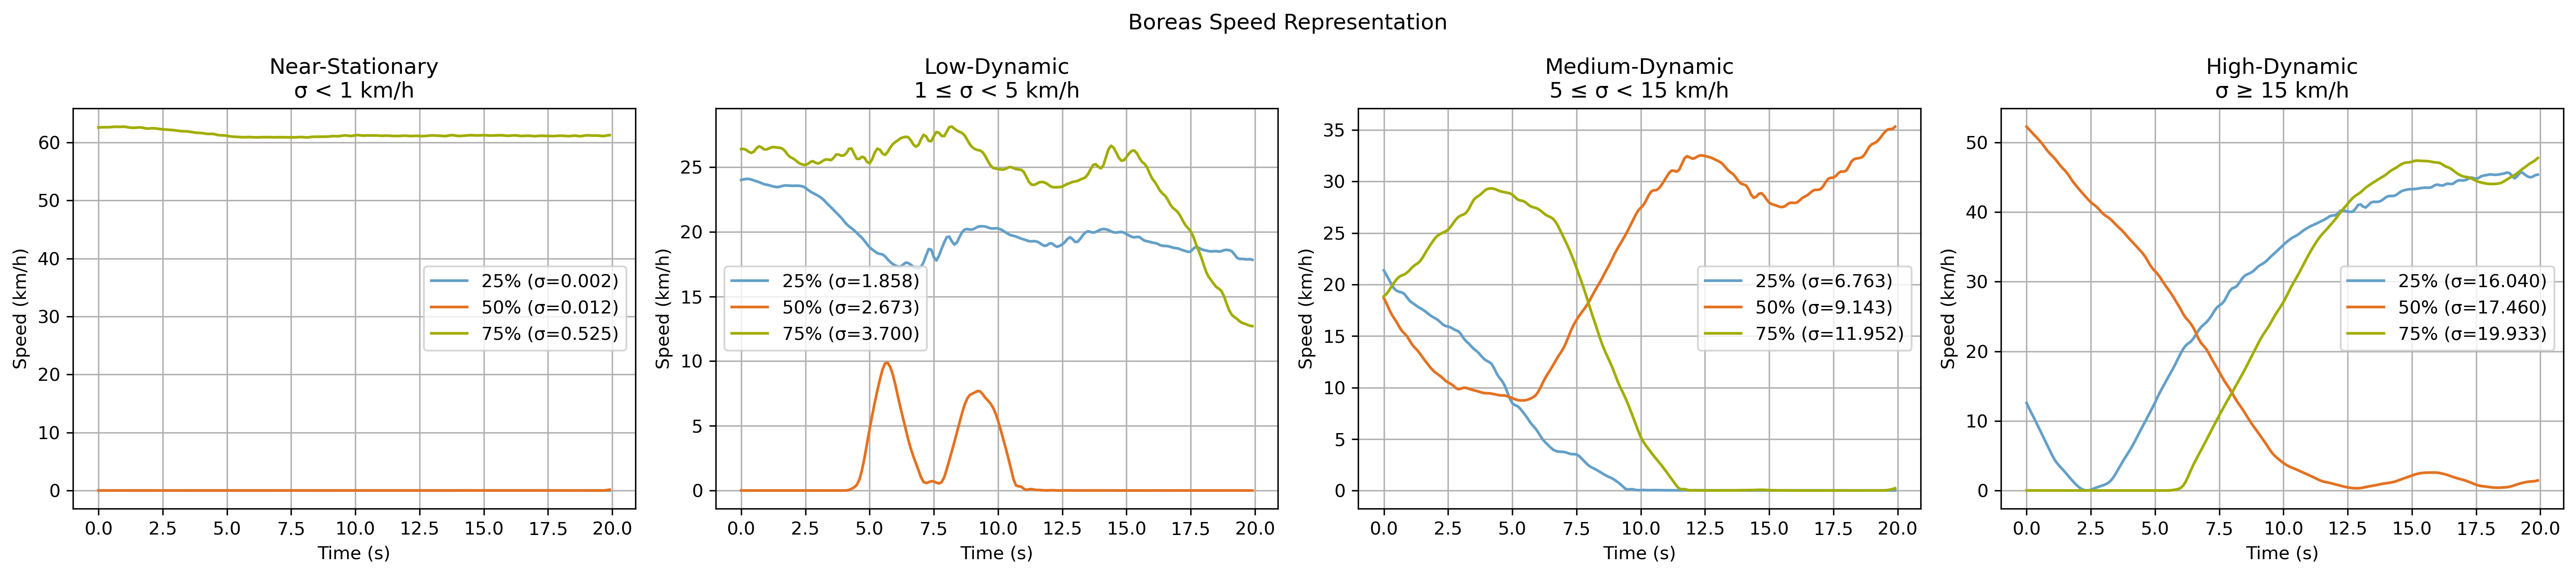 Boreas Speed Representation
Near-Stationary
σ < 1 km/h
Speed (km/h)
60
50
40
30
20
10
0
25% (σ=0.002)
50% (σ=0.012)
75% (σ=0.525)
0.0 2.5 5.0 7.5 10.0 12.5 15.0 17.5 20.0
Time (s)
Low-Dynamic
1 ≤ σ < 5 km/h
Speed (km/h)
25
20
15
10
5
0
25% (σ=1.858)
50% (σ=2.673)
75% (σ=3.700)
0.0 2.5 5.0 7.5 10.0 12.5 15.0 17.5 20.0
Time (s)
Medium-Dynamic
5 ≤ σ < 15 km/h
Speed (km/h)
35
30
25
20
15
10
5
0
25% (σ=6.763)
50% (σ=9.143)
75% (σ=11.952)
0.0 2.5 5.0 7.5 10.0 12.5 15.0 17.5 20.0
Time (s)
High-Dynamic
σ ≥ 15 km/h
Speed (km/h)
50
40
30
20
10
0
25% (σ=16.040)
50% (σ=17.460)
75% (σ=19.933)
0.0 2.5 5.0 7.5 10.0 12.5 15.0 17.5 20.0
Time (s)